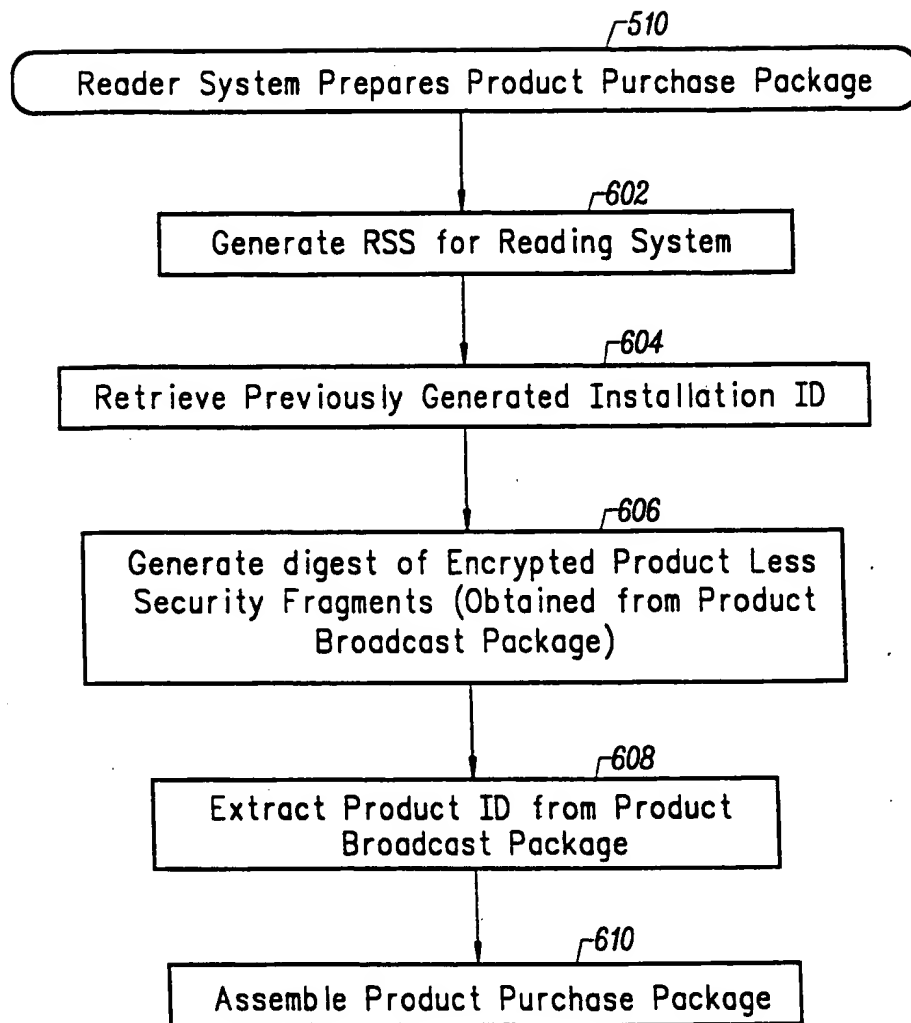 510
Reader System Prepares Product Purchase Package
602
Generate RSS for Reading System
604
Retrieve Previously Generated Installation ID
606
Generate digest of Encrypted Product Less
Security Fragments (Obtained from Product
Broadcast Package)
608
Extract Product ID from Product
Broadcast Package
610
Assemble Product Purchase Package